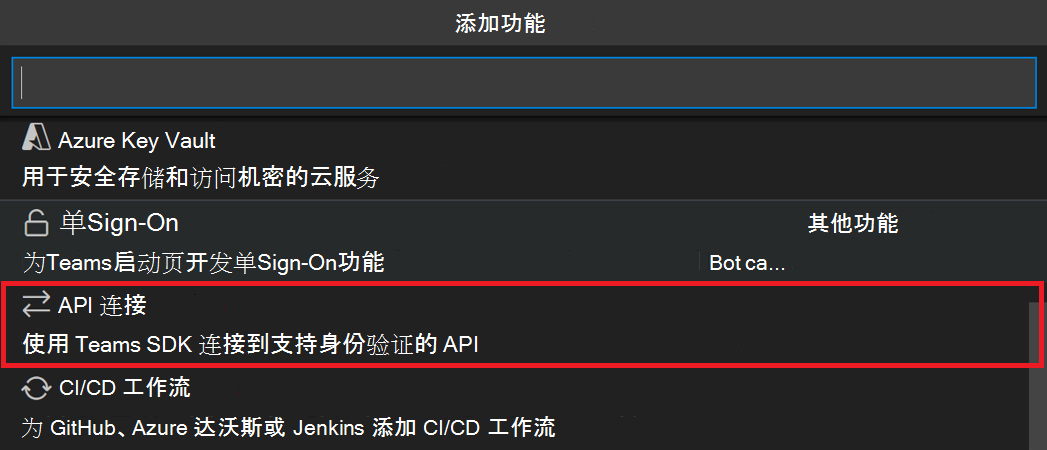 添加功能
Azure Key Vault
用于安全存储和访问机密的云服务
单Sign-On
其他功能
为Teams启动页开发单Sign-On功能
Bot ca...
API 连接
使用 Teams SDK 连接到支持身份验证的 API
CI/CD 工作流
为 GitHub、Azure 达沃斯或 Jenkins 添加 CI/CD 工作流